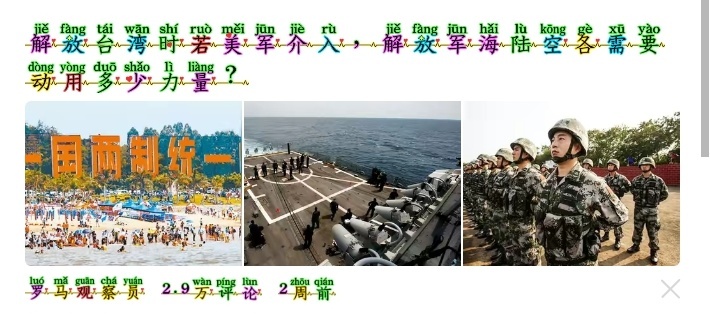 jiě fàng tái wān shí ruò měi jūn jiè rù jiě fàng jūn hǎi lù kōng gè xū yào
解放台湾时若美军介入，解放军海陆空各需要
dòng yòng duō shǎo lì liàng
动用多少力量？
一国两制统一
luó mǎ guān chá yuán wàn píng lùn zhōu qián
罗马观察员 2.9万评论 2周前